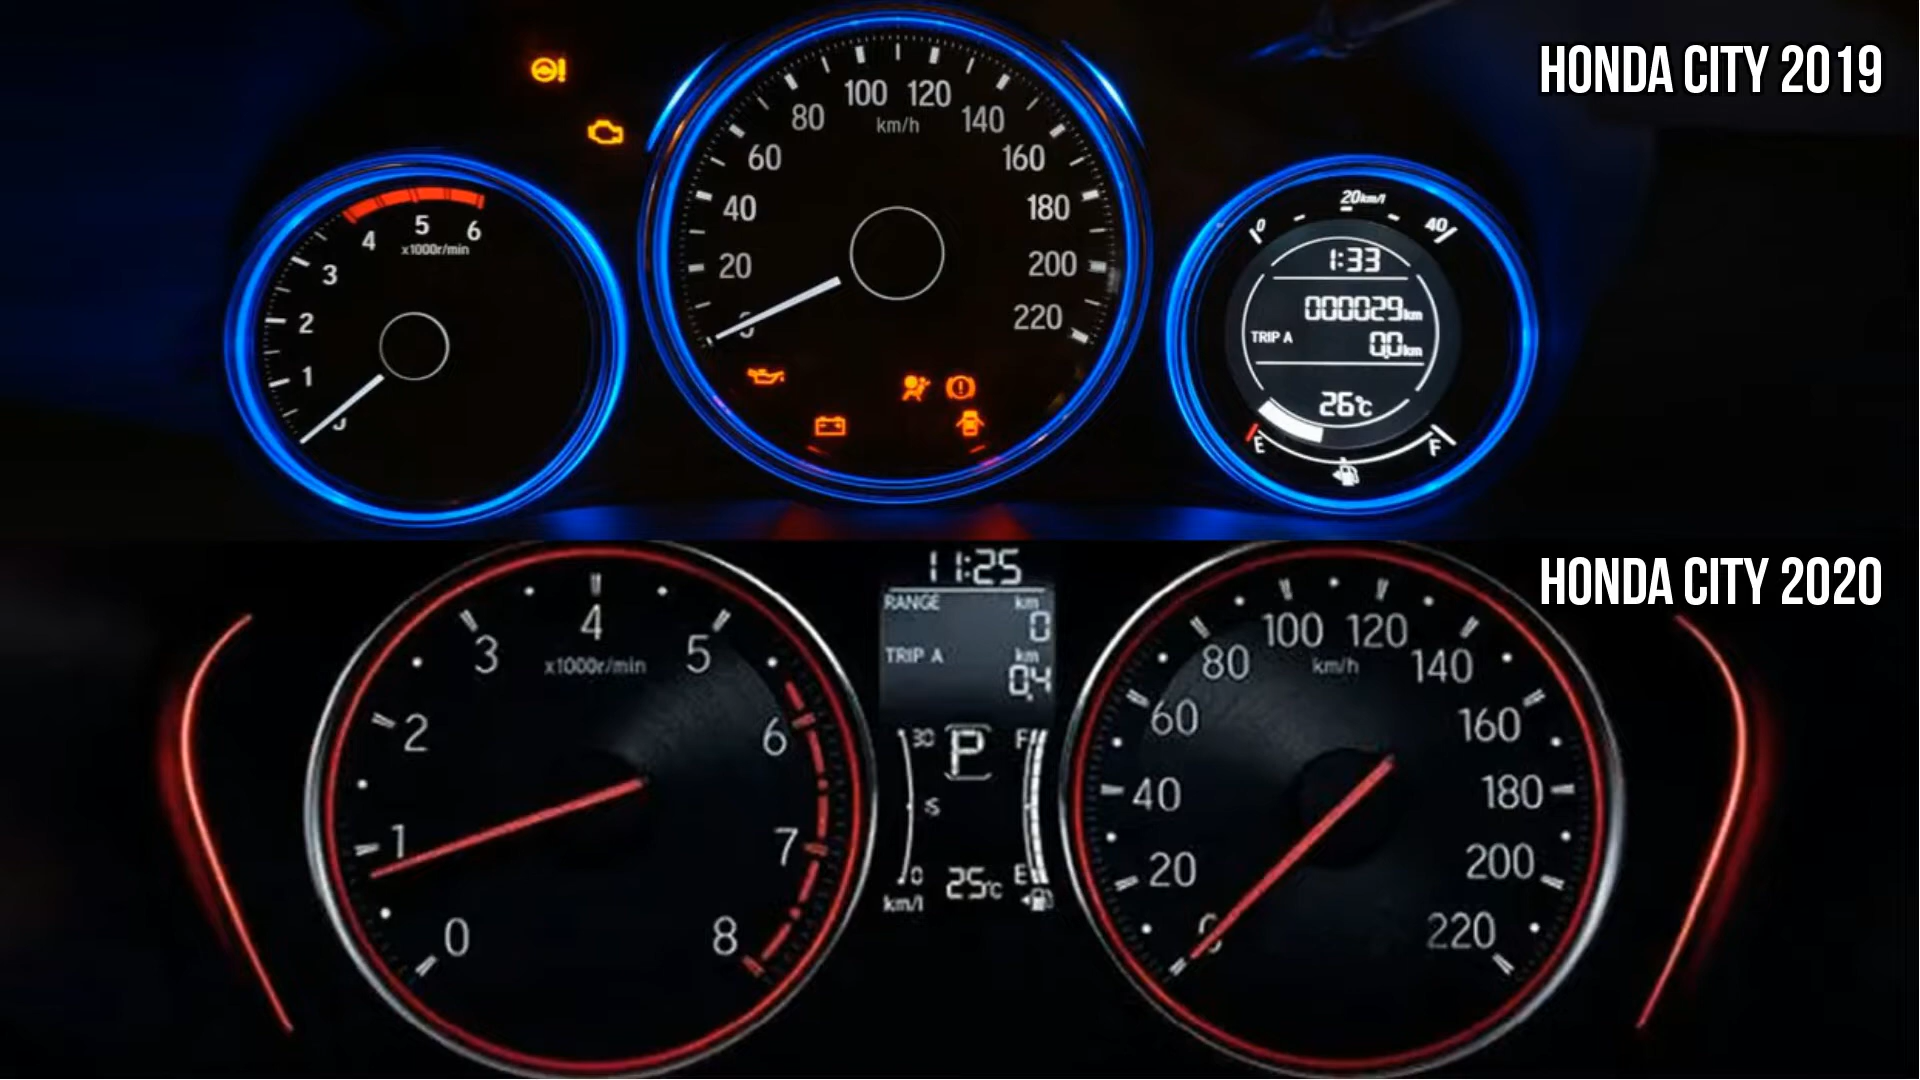 HONDA CITY 2019
100 120
80 km/h 140
60 160
40 180
20 200
220
4 5 6
x1000r/min
3
2
1
0 20km/l 40
1:33
000029km
TRIP A 0.0km
26℃
E F
HONDA CITY 2020
3 4 5
x1000r/min
2 6
1 7
0 8
11:25
RANGE km
0
TRIP A km
0.4
30 P F
0 25℃ E
km/l
100 120
80 km/h 140
60 160
40 180
20 200
0 220